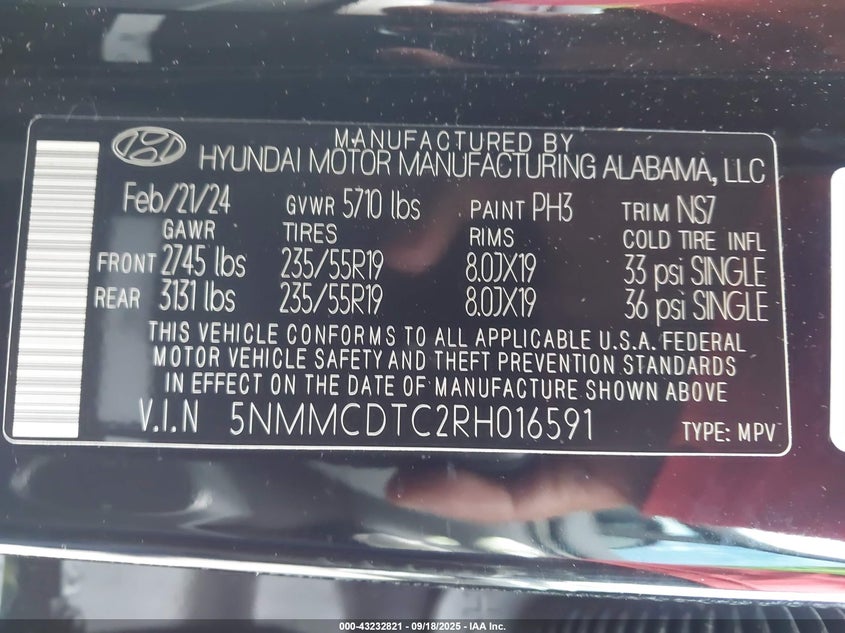 MANUFACTURED BY
HYUNDAI MOTOR MANUFACTURING ALABAMA, LLC
Feb/21/24 GVWR 5710 lbs PAINT PH3 TRIM NS7
GAWR TIRES RIMS COLD TIRE INFL
FRONT 2745 lbs 235/55R19 8.0JX19 33 psi SINGLE
REAR 3131 lbs 235/55R19 8.0JX19 36 psi SINGLE
THIS VEHICLE CONFORMS TO ALL APPLICABLE U.S.A. FEDERAL
MOTOR VEHICLE SAFETY AND THEFT PREVENTION STANDARDS
IN EFFECT ON THE DATE OF MANUFACTURE SHOWN ABOVE
V.I.N 5NMMCDTC2RH016591 TYPE: MPV
000-43232821 - 09/18/2025 - IAA Inc.